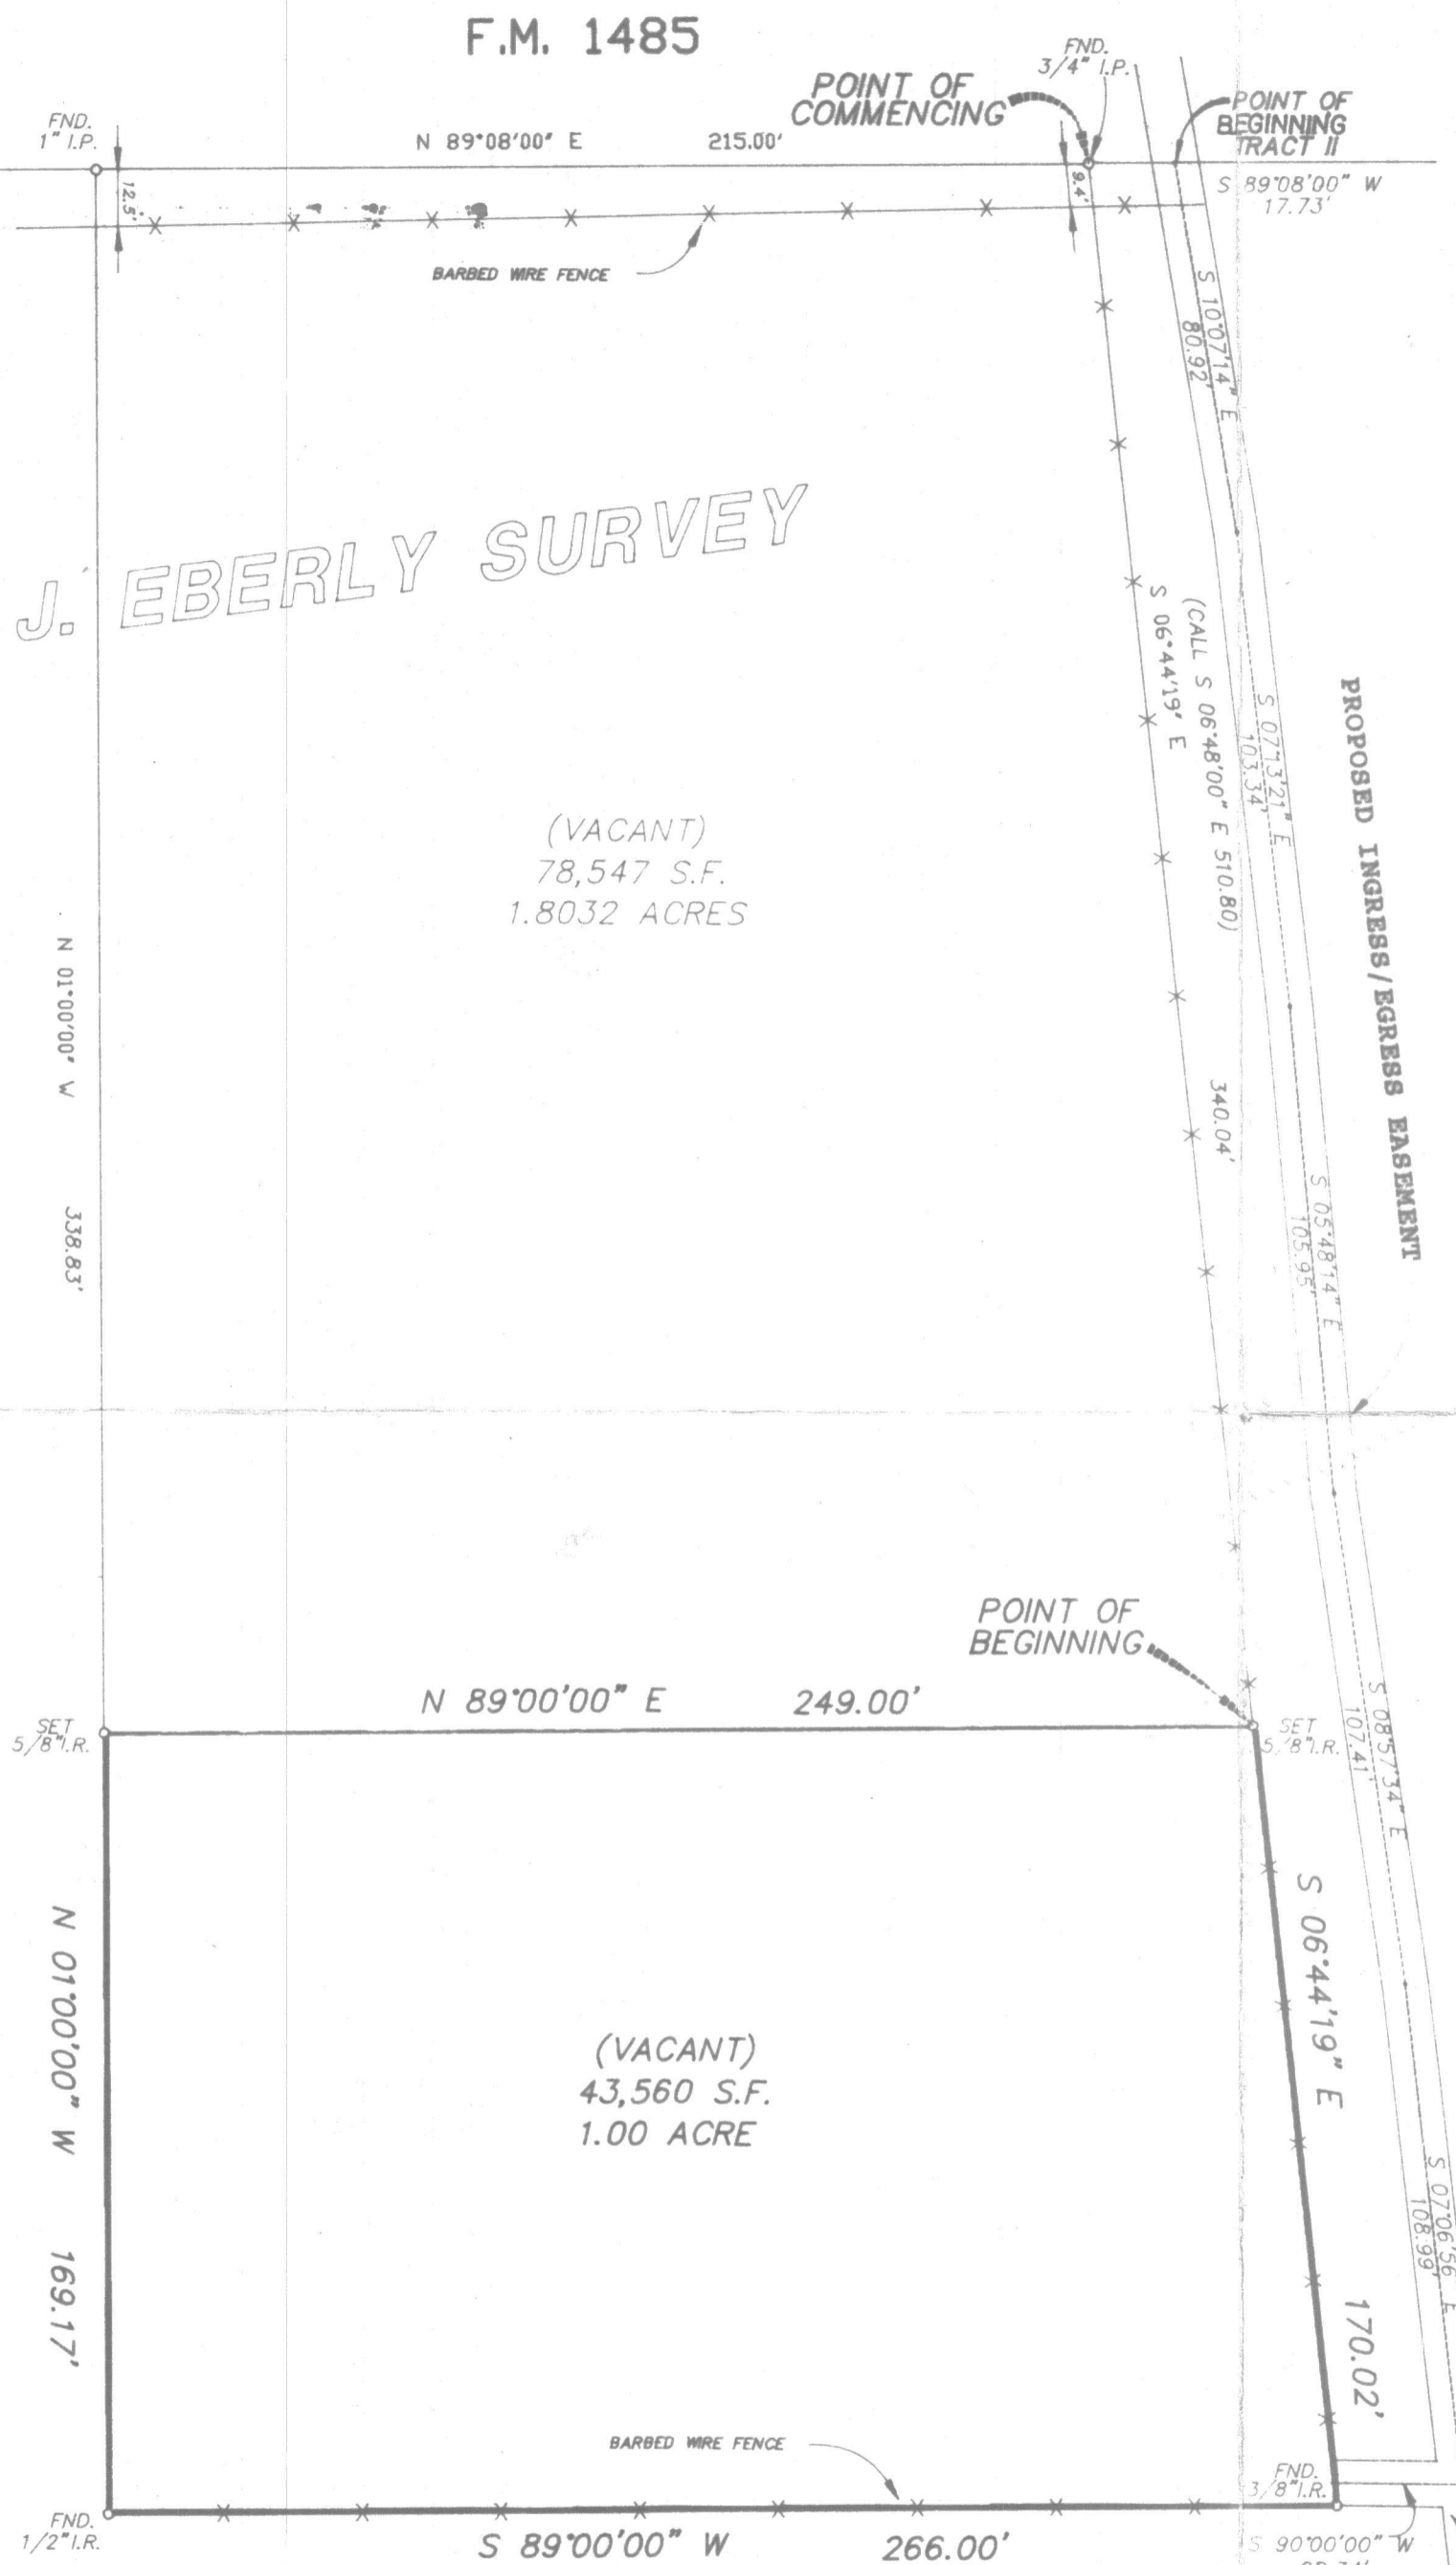 F.M. 1485
FND.
3/4" I.P.
POINT OF
COMMENCING
POINT OF
BEGINNING
TRACT II
FND.
1" I.P.
N 89°08'00" E 215.00'
S 89°08'00" W
17.73'
12.5'
9.4'
BARBED WIRE FENCE
S 10°07'14" E
80.92'
J. EBERLY SURVEY
(CALL S 06°48'00" E 510.80)
S 06°44'19" E
340.04'
S 07°13'21" E
103.34'
PROPOSED INGRESS/EGRESS EASEMENT
(VACANT)
78,547 S.F.
1.8032 ACRES
N 01°00'00" W 338.83'
S 05°48'14" E
105.95'
POINT OF
BEGINNING
N 89°00'00" E 249.00'
SET
5/8"I.R.
SET
5/8"I.R.
S 08°57'34" E
107.41'
S 06°44'19" E 170.02'
(VACANT)
43,560 S.F.
1.00 ACRE
N 01°00'00" W 169.17'
S 07°06'56" E
108.99'
BARBED WIRE FENCE
FND.
3/8"I.R.
FND.
1/2"I.R.
S 89°00'00" W 266.00'
S 90°00'00" W